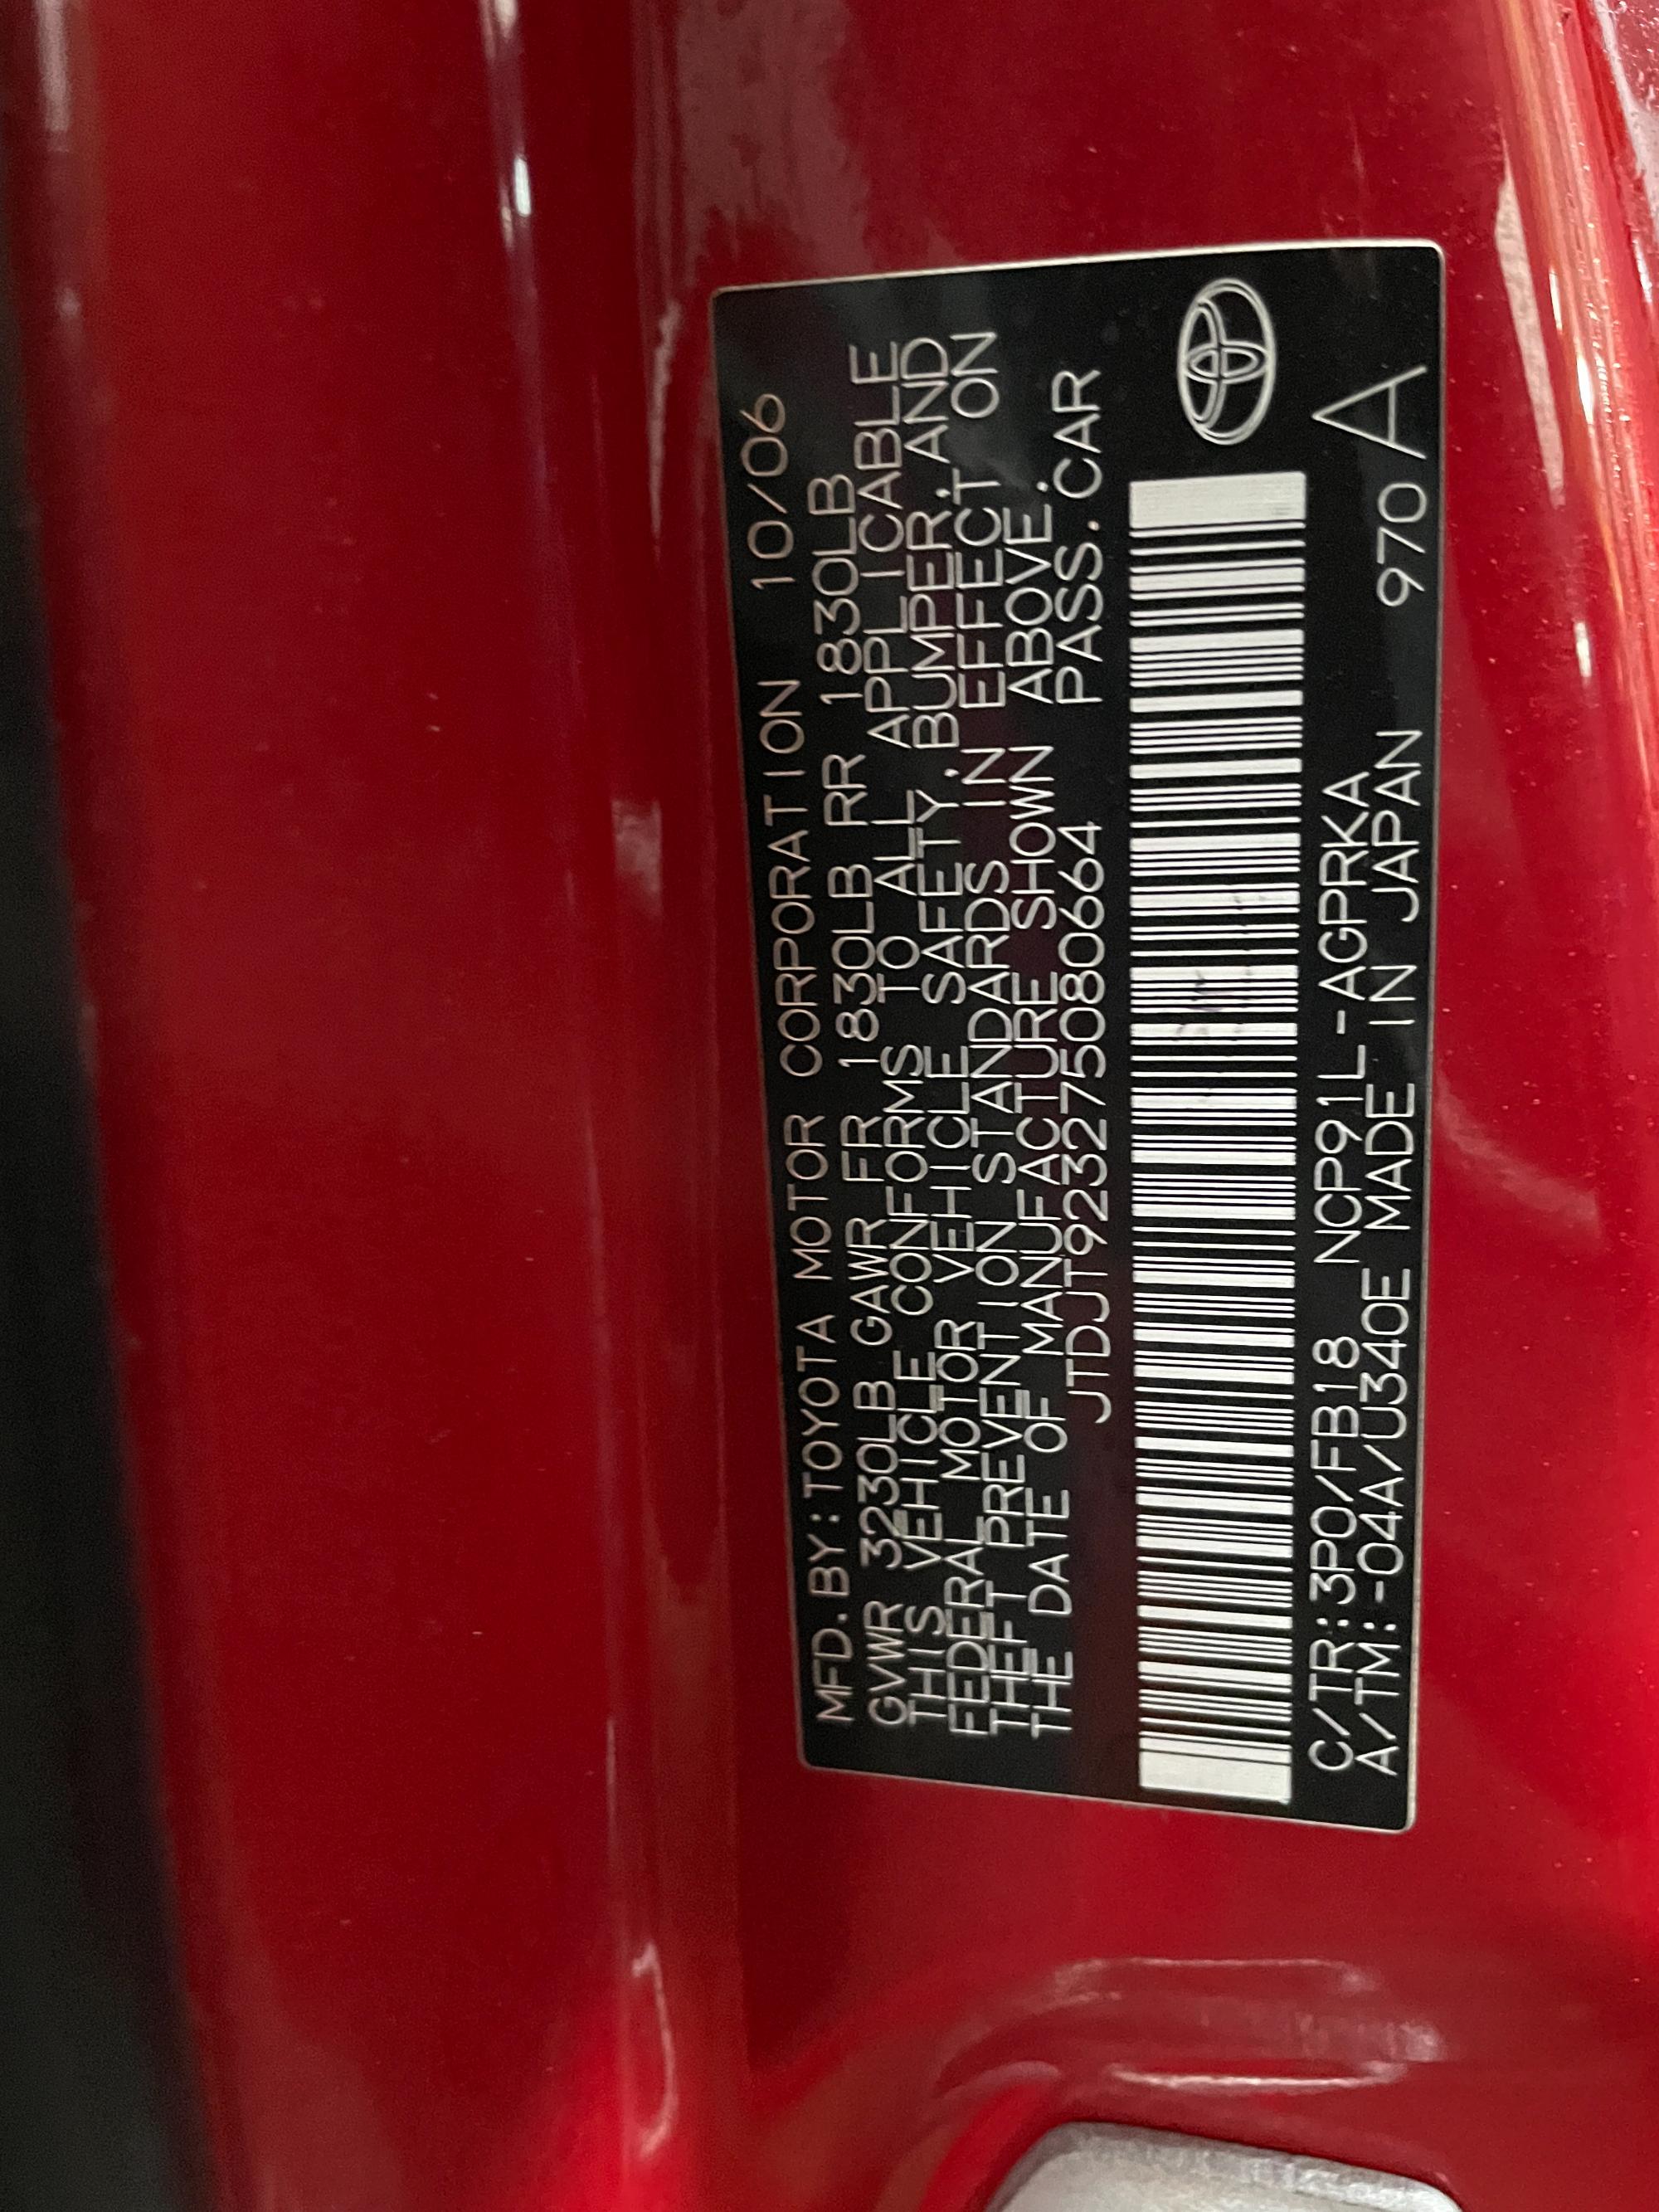 MFD.BY:TOYOTA MOTOR CORPORATION 10/06
GVWR 3230LB GAWR FR 1830LB RR 1830LB
THIS VEHICLE CONFORMS TO ALL APPLICABLE
FEDERAL MOTOR VEHICLE SAFETY,BUMPER,AND
THEFT PREVENTION STANDARDS IN EFFECT ON
THE DATE OF MANUFACTURE SHOWN ABOVE.
JTDJT923275080664 PASS.CAR
C/TR:3P0/FB18 NCP91L-AGPRKA
A/TM:-04A/U340E MADE IN JAPAN 970 A